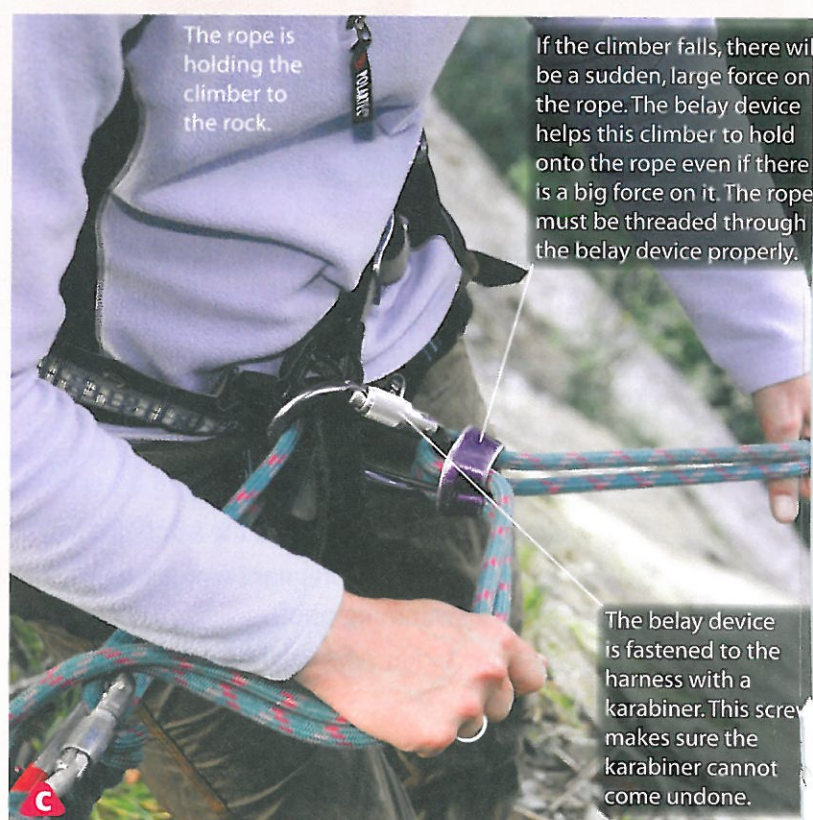 The rope is
holding the
climber to
the rock.
POLARTEC
If the climber falls, there wil
be a sudden, large force on
the rope. The belay device
helps this climber to hold
onto the rope even if there
is a big force on it. The rope
must be threaded through
the belay device properly.
The belay device
is fastened to the
harness with a
karabiner. This screw
makes sure the
karabiner cannot
come undone.
C